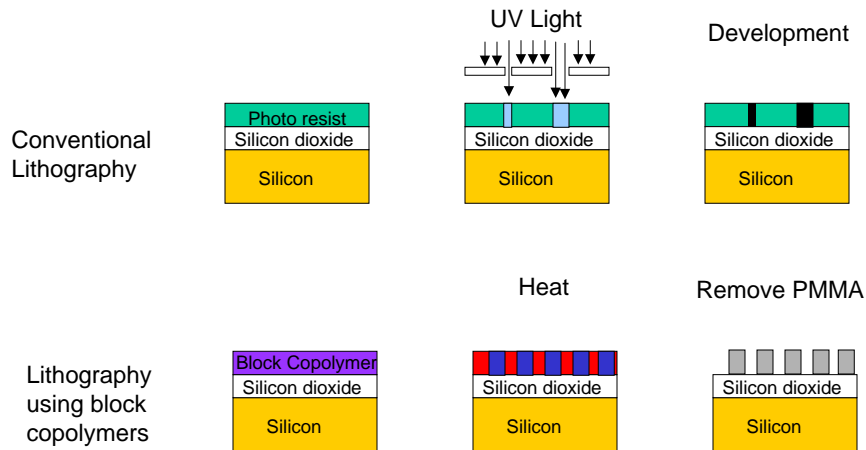 UV Light
Development
Conventional
Lithography
Photo resist
Silicon dioxide
Silicon
Silicon dioxide
Silicon
Silicon dioxide
Silicon
Heat
Remove PMMA
Lithography
using block
copolymers
Block Copolymer
Silicon dioxide
Silicon
Silicon dioxide
Silicon
Silicon dioxide
Silicon